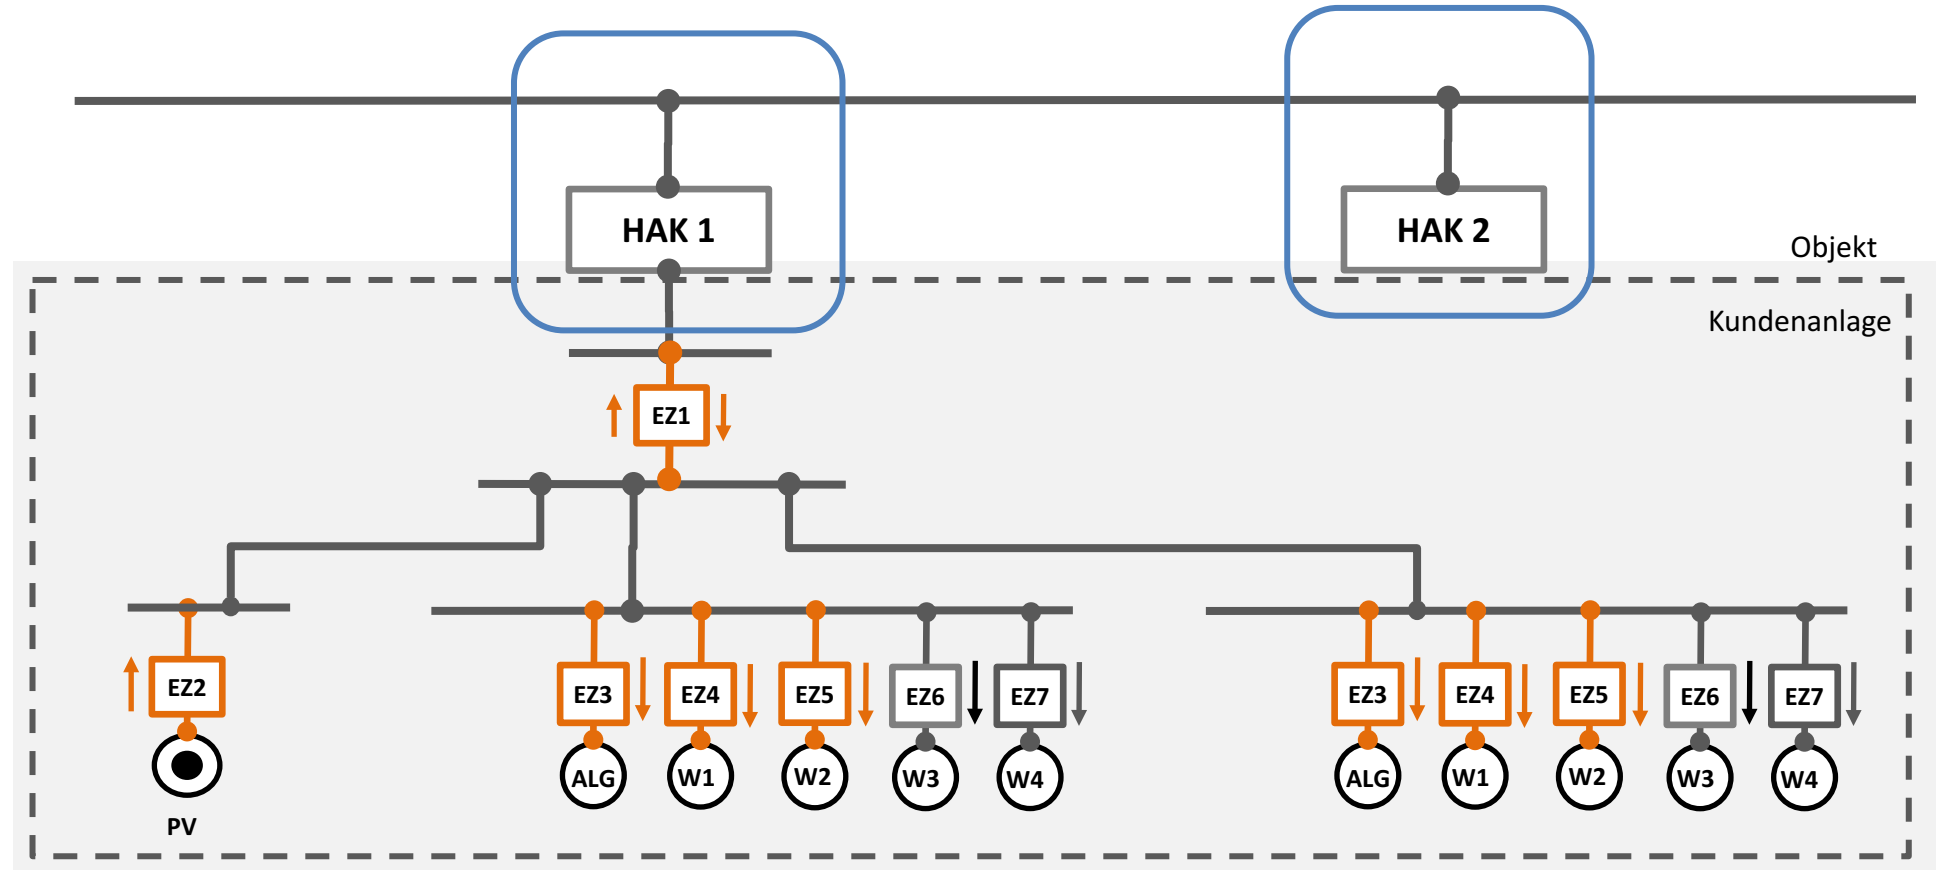 HAK 1
HAK 2
Objekt
Kundenanlage
EZ1
EZ2
EZ3
EZ4
EZ5
EZ6
EZ7
EZ3
EZ4
EZ5
EZ6
EZ7
ALG
W1
W2
W3
W4
ALG
W1
W2
W3
W4
PV